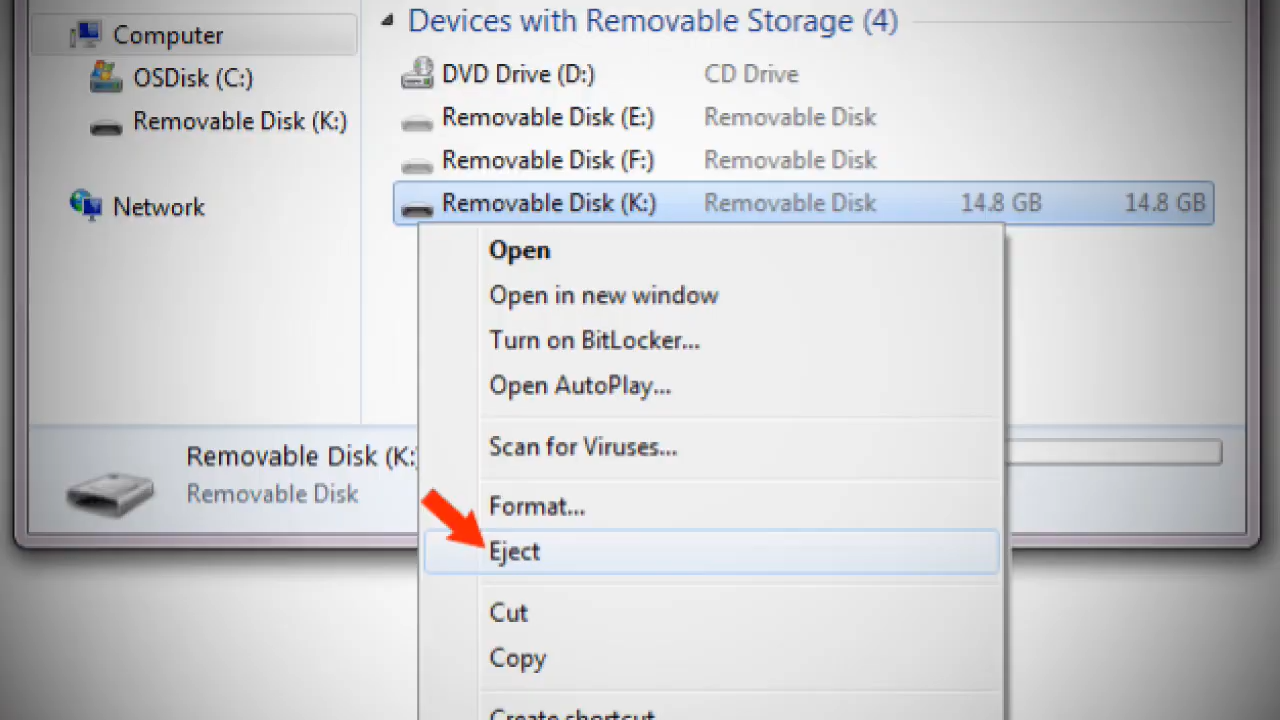 Computer
OSDisk (C:)
Removable Disk (K:)
Network
Devices with Removable Storage (4)
DVD Drive (D:) CD Drive
Removable Disk (E:) Removable Disk
Removable Disk (F:) Removable Disk
Removable Disk (K:) Removable Disk 14.8 GB 14.8 GB
Open
Open in new window
Turn on BitLocker...
Open AutoPlay...
Scan for Viruses...
Format...
Eject
Cut
Copy
Create shortcut
Removable Disk (K:)
Removable Disk